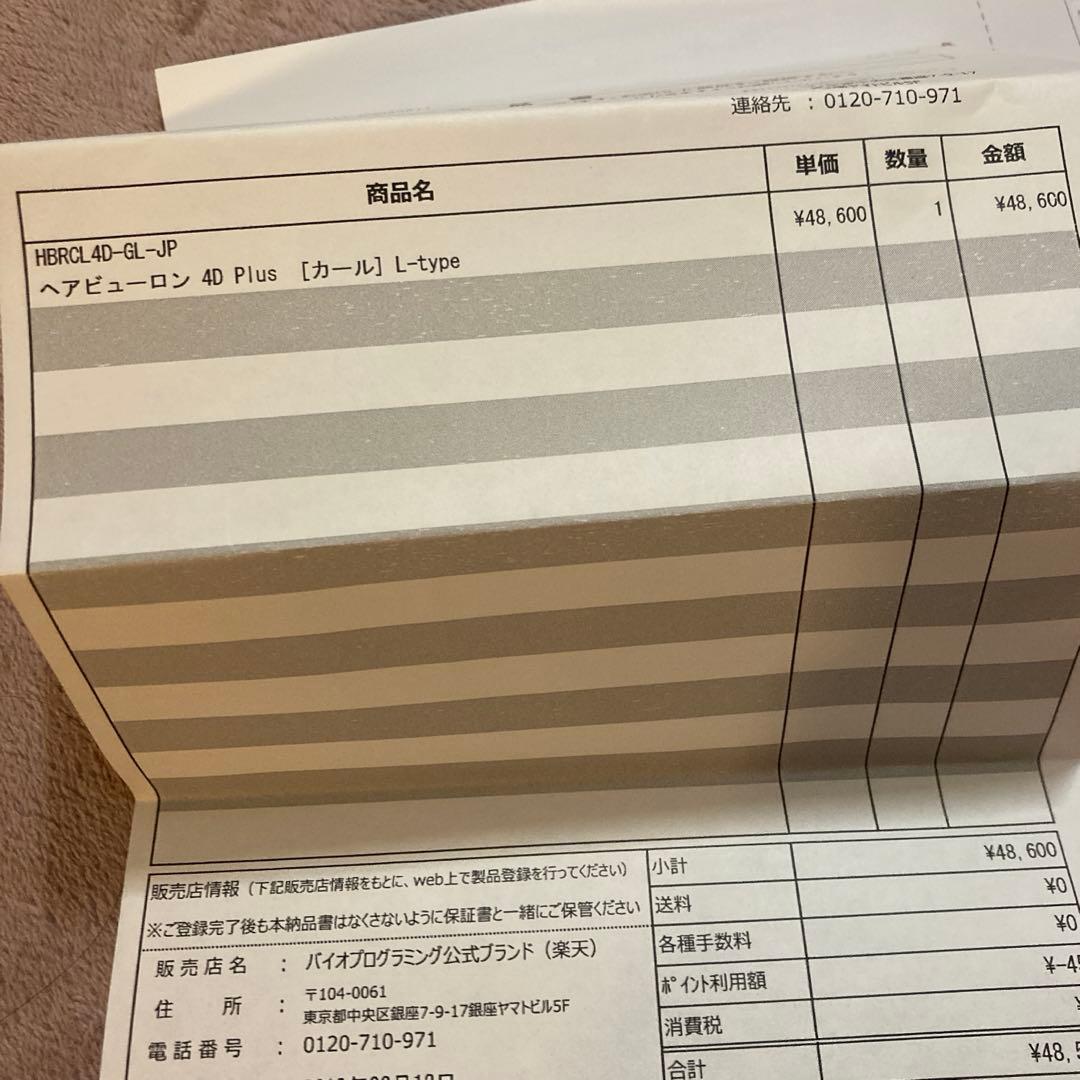 連絡先 : 0120-710-971
商品名 単価 数量 金額
HBRCL4D-GL-JP ¥48,600 1 ¥48,600
ヘアビューロン 4D Plus [カール] L-type
小計 ¥48,600
送料 ¥0
各種手数料 ¥0
ポイント利用額
消費税
合計
販売店情報（下記販売店情報をもとに、web上で製品登録を行ってください）
※ご登録完了後も本納品書はなくさないように保証書と一緒にご保管ください
販売店名 : バイオプログラミング公式ブランド（楽天）
住所 : 〒104-0061
東京都中央区銀座7-9-17銀座ヤマトビル5F
電話番号 : 0120-710-971